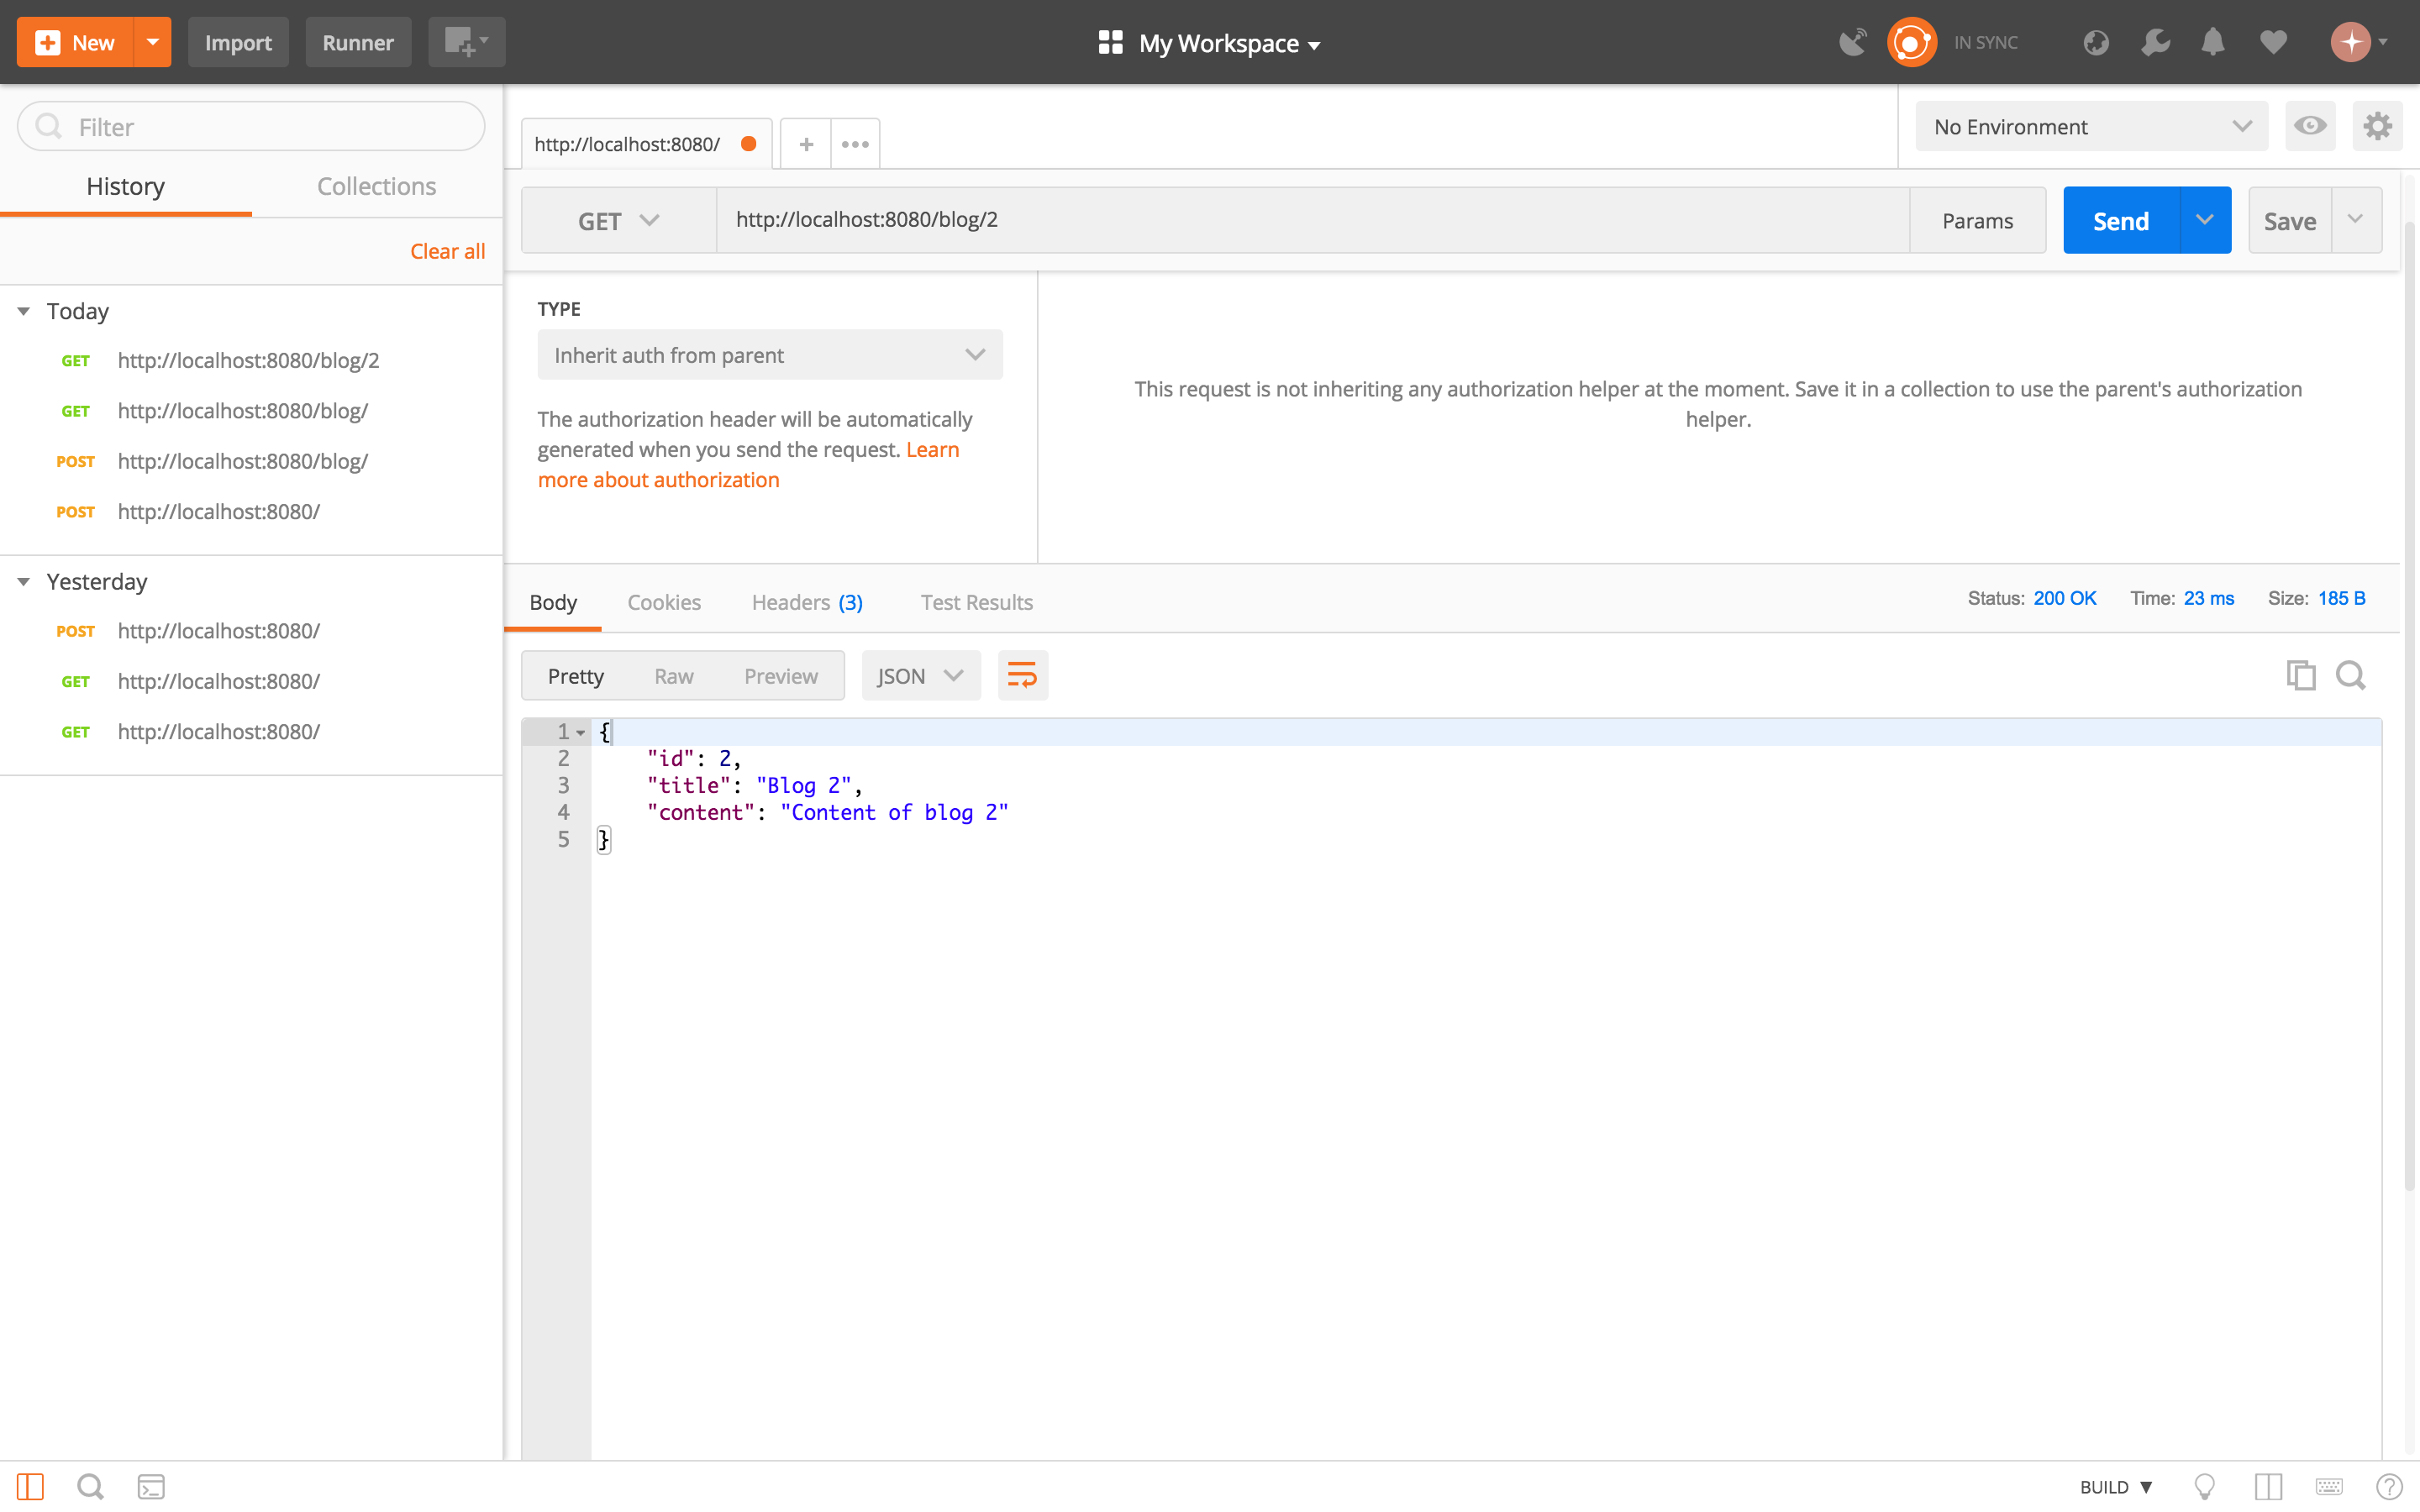 New
Import
Runner
My Workspace
IN SYNC
Filter
History
Collections
Clear all
Today
GET http://localhost:8080/blog/2
GET http://localhost:8080/blog/
POST http://localhost:8080/blog/
POST http://localhost:8080/
Yesterday
POST http://localhost:8080/
GET http://localhost:8080/
GET http://localhost:8080/
http://localhost:8080/
No Environment
GET
http://localhost:8080/blog/2
Params
Send
Save
TYPE
Inherit auth from parent
The authorization header will be automatically
generated when you send the request. Learn
more about authorization
This request is not inheriting any authorization helper at the moment. Save it in a collection to use the parent's authorization
helper.
Body
Cookies
Headers (3)
Test Results
Status: 200 OK
Time: 23 ms
Size: 185 B
Pretty
Raw
Preview
JSON
1 {
2 "id": 2,
3 "title": "Blog 2",
4 "content": "Content of blog 2"
5 }
BUILD